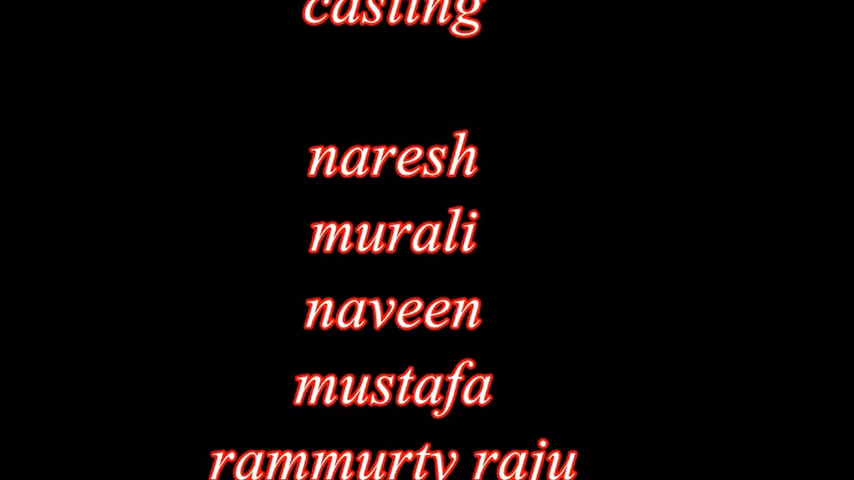 casting
naresh
murali
naveen
mustafa
rammurty raju